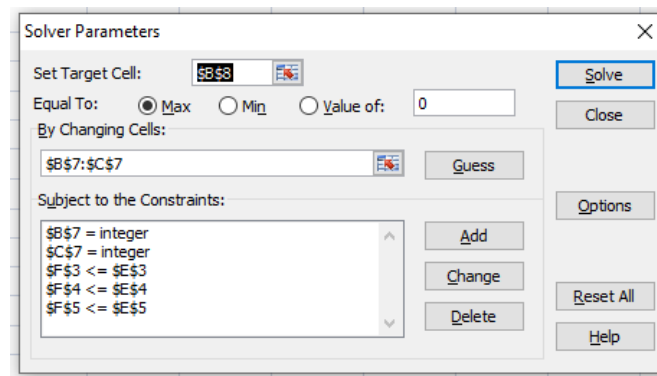 Solver Parameters
Set Target Cell: $B$8 Solve
Equal To: Max Min Value of: 0 Close
By Changing Cells:
$B$7:$C$7 Guess
Subject to the Constraints: Options
$B$7 = integer Add
$C$7 = integer
$F$3 <= $E$3 Change
$F$4 <= $E$4 Reset All
$F$5 <= $E$5 Delete
Help